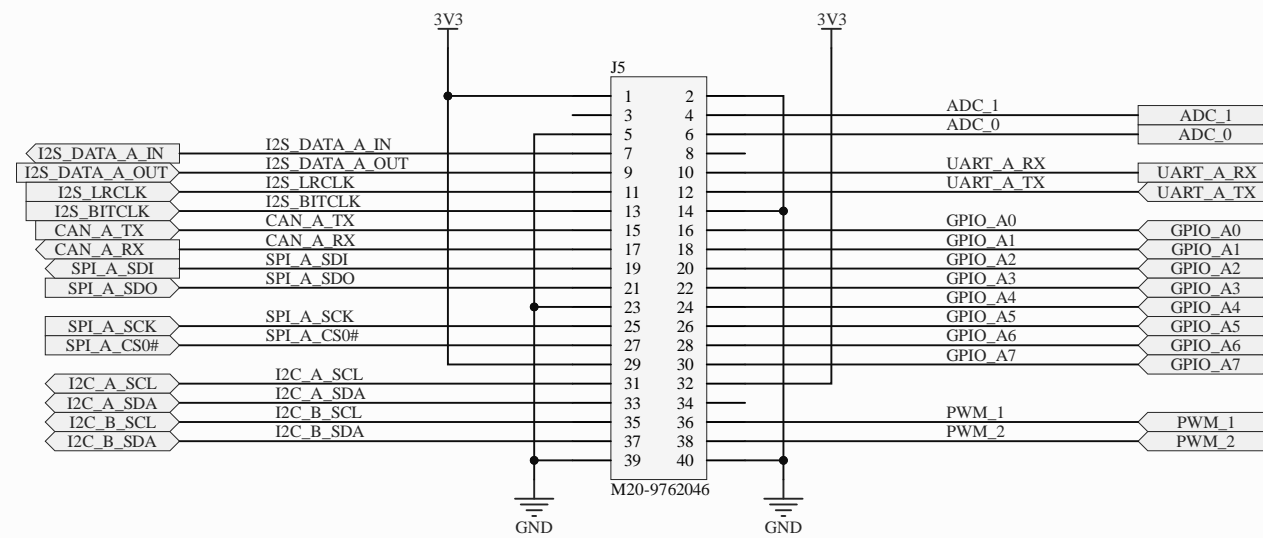 3V3 3V3
J5
1 2
3 4 ADC_1 ADC_1
5 6 ADC_0 ADC_0
I2S_DATA_A_IN I2S_DATA_A_IN 7 8
I2S_DATA_A_OUT I2S_DATA_A_OUT 9 10 UART_A_RX UART_A_RX
I2S_LRCLK I2S_LRCLK 11 12 UART_A_TX UART_A_TX
I2S_BITCLK I2S_BITCLK 13 14
CAN_A_TX CAN_A_TX 15 16 GPIO_A0 GPIO_A0
CAN_A_RX CAN_A_RX 17 18 GPIO_A1 GPIO_A1
SPI_A_SDI SPI_A_SDI 19 20 GPIO_A2 GPIO_A2
SPI_A_SDO SPI_A_SDO 21 22 GPIO_A3 GPIO_A3
23 24 GPIO_A4 GPIO_A4
SPI_A_SCK SPI_A_SCK 25 26 GPIO_A5 GPIO_A5
SPI_A_CS0# SPI_A_CS0# 27 28 GPIO_A6 GPIO_A6
29 30 GPIO_A7 GPIO_A7
I2C_A_SCL I2C_A_SCL 31 32
I2C_A_SDA I2C_A_SDA 33 34
I2C_B_SCL I2C_B_SCL 35 36 PWM_1 PWM_1
I2C_B_SDA I2C_B_SDA 37 38 PWM_2 PWM_2
39 40
M20-9762046
GND GND